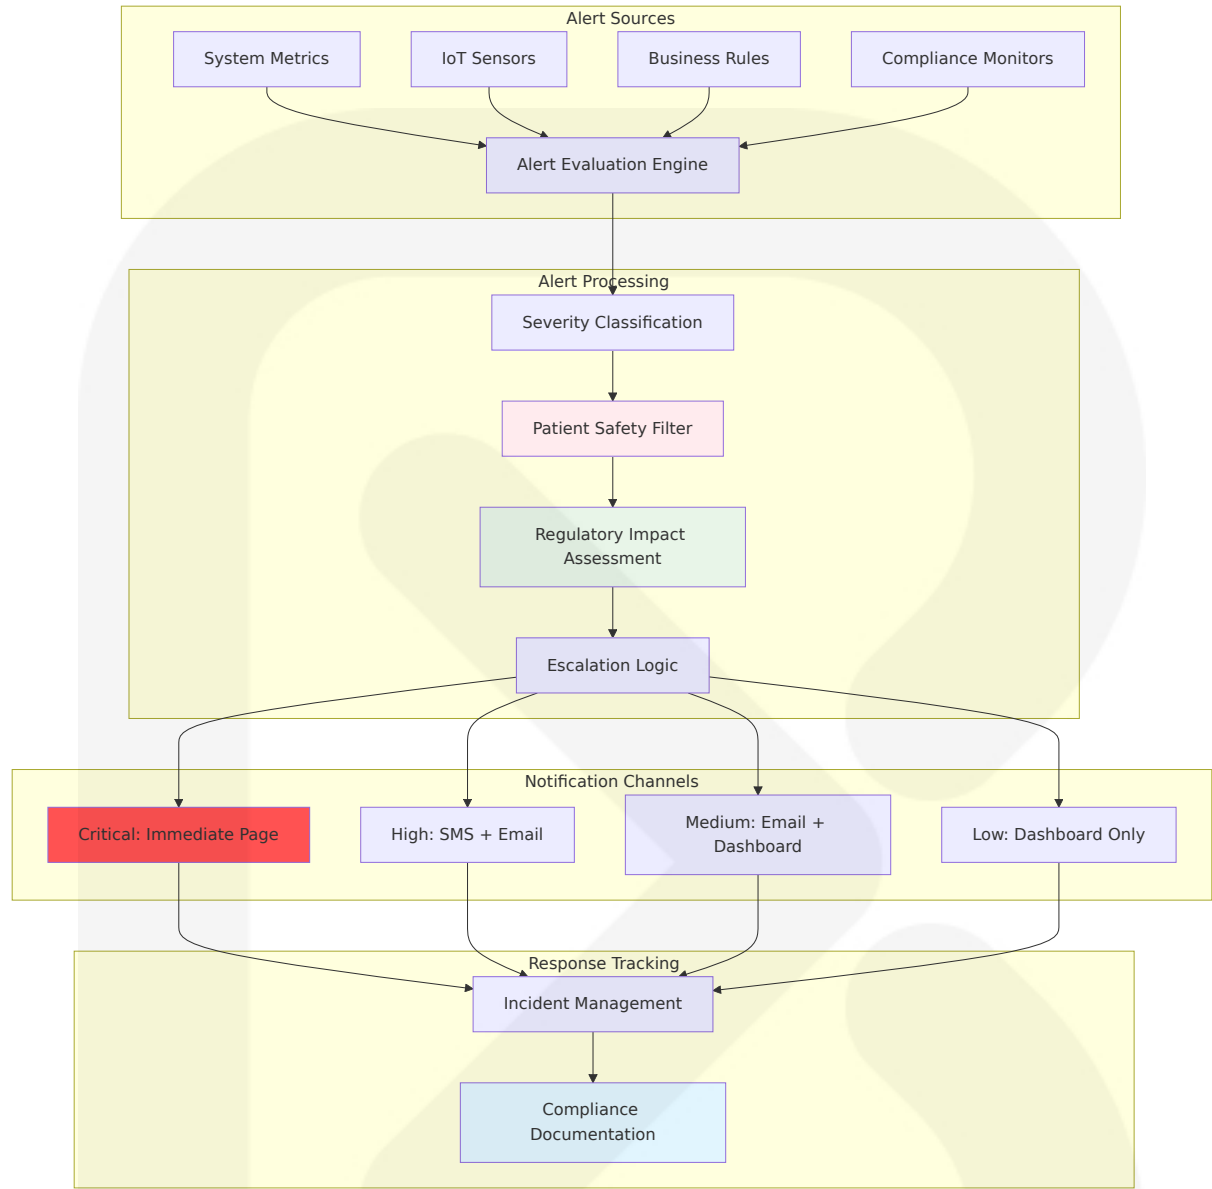 Alert Sources
System Metrics
IoT Sensors
Business Rules
Compliance Monitors
Alert Evaluation Engine
Alert Processing
Severity Classification
Patient Safety Filter
Regulatory Impact
Assessment
Escalation Logic
Notification Channels
Critical: Immediate Page
High: SMS + Email
Medium: Email +
Dashboard
Low: Dashboard Only
Response Tracking
Incident Management
Compliance
Documentation